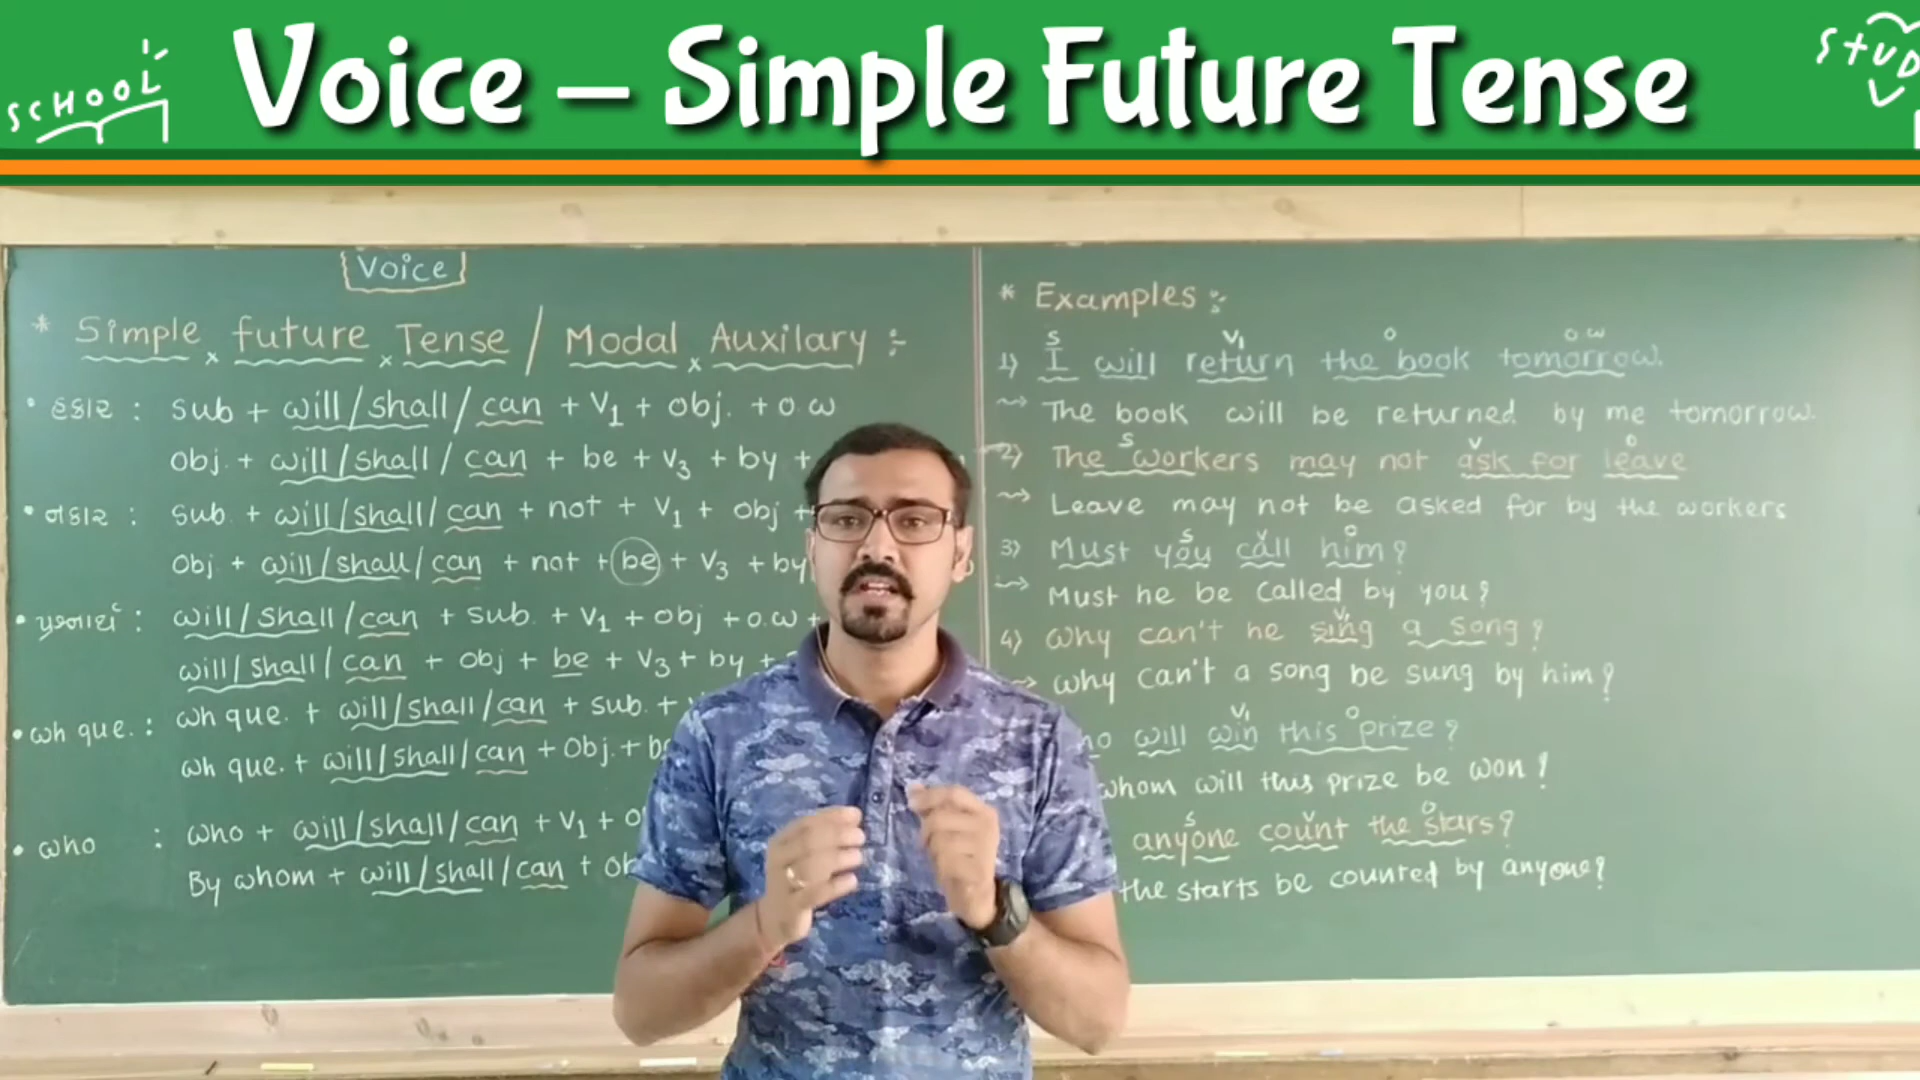 SCHOOL
Voice – Simple Future Tense
STUD
Voice
* Simple future Tense / Modal Auxilary :-
• હકાર : sub + will/shall/can + V1 + obj. + o.w
obj. + will/shall/can + be + V3 + by +
• નકાર : sub. + will/shall/can + not + V1 + obj +
Obj + will/shall/can + not + be + V3 + by
• પ્રશ્નાર્થ : will/shall/can + sub. + V1 + obj + o.w +
will/shall/can + obj + be + V3 + by +
• wh que. : wh que. + will/shall/can + sub. +
wh que. + will/shall/can + Obj. + be
• who : who + will/shall/can + V1 + o
By whom + will/shall/can + ob
* Examples :-
S V1 O O W
1) I will return the book tomorrow.
The book will be returned by me tomorrow.
S V O
2) The workers may not ask for leave
Leave may not be asked for by the workers
S V O
3) Must you call him?
Must he be called by you?
V1
4) Why can't he sing a song?
Why can't a song be sung by him?
V1 O
will win this prize?
whom will this prize be won!
S V O
anyone count the stars?
the starts be counted by anyone?